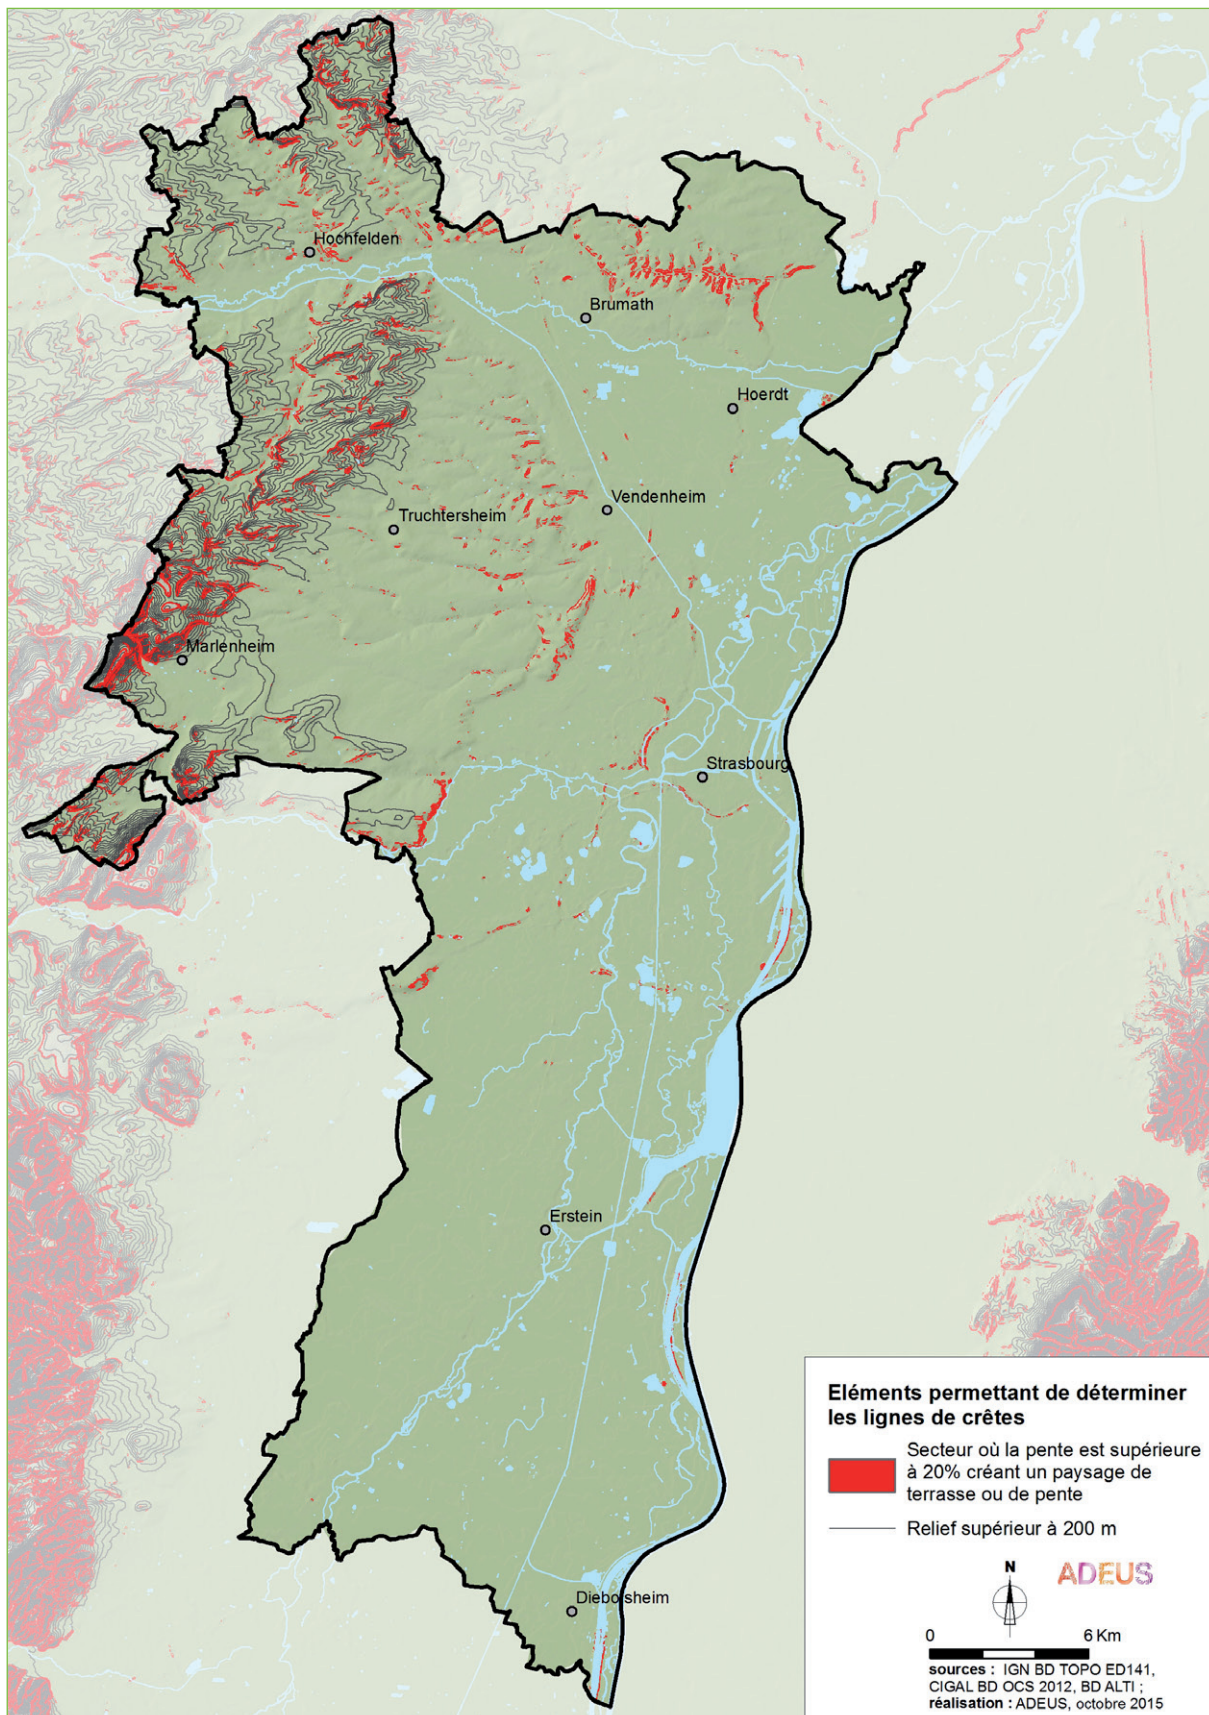 Hochfelden
Brumath
Hoerdt
Vendenheim
Truchtersheim
Marlenheim
Strasbourg
Erstein
Diebolsheim
Eléments permettant de déterminer
les lignes de crêtes
Secteur où la pente est supérieure
à 20% créant un paysage de
terrasse ou de pente
Relief supérieur à 200 m
N
ADEUS
0 6 Km
sources : IGN BD TOPO ED141,
CIGAL BD OCS 2012, BD ALTI ;
réalisation : ADEUS, octobre 2015